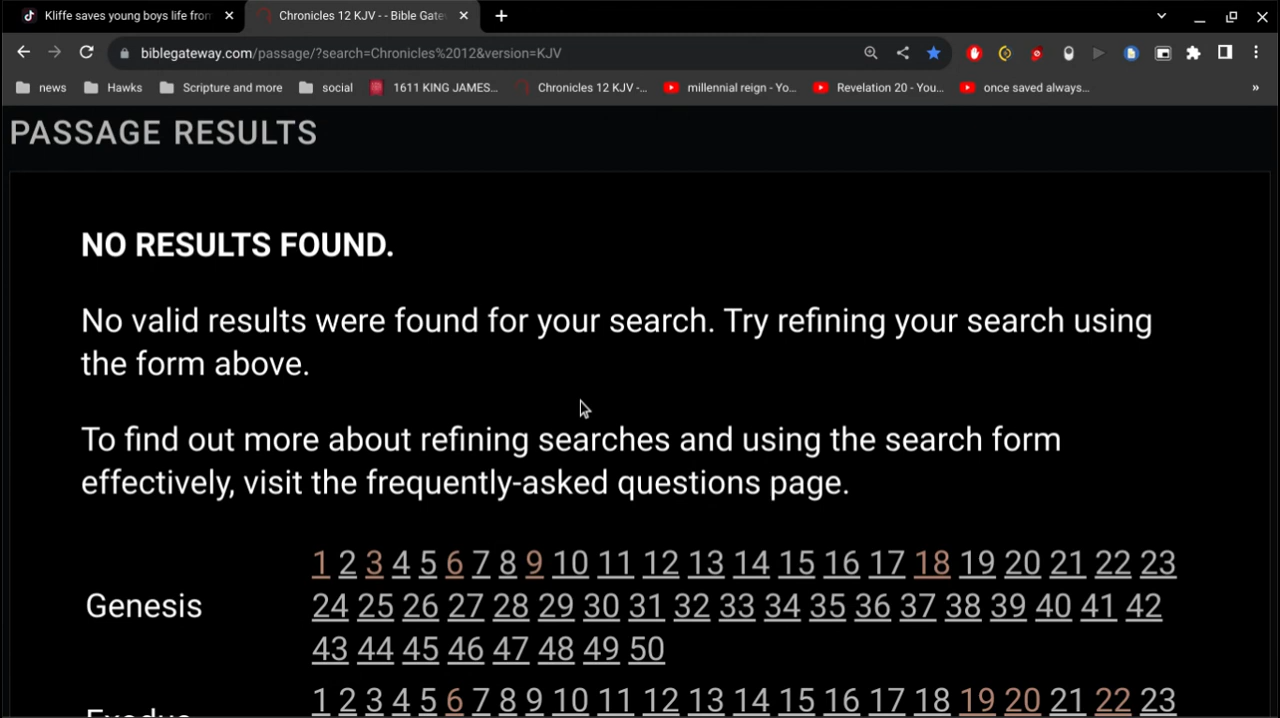 Kliffe saves young boys life from
Chronicles 12 KJV - - Bible Gate
biblegateway.com/passage/?search=Chronicles%2012&version=KJV
news Hawks Scripture and more social 1611 KING JAMES... Chronicles 12 KJV -... millennial reign - Yo... Revelation 20 - You... once saved always... »
PASSAGE RESULTS
NO RESULTS FOUND.
No valid results were found for your search. Try refining your search using
the form above.
To find out more about refining searches and using the search form
effectively, visit the frequently-asked questions page.
1 2 3 4 5 6 7 8 9 10 11 12 13 14 15 16 17 18 19 20 21 22 23
Genesis 24 25 26 27 28 29 30 31 32 33 34 35 36 37 38 39 40 41 42
43 44 45 46 47 48 49 50
1 2 3 4 5 6 7 8 9 10 11 12 13 14 15 16 17 18 19 20 21 22 23
Exodus